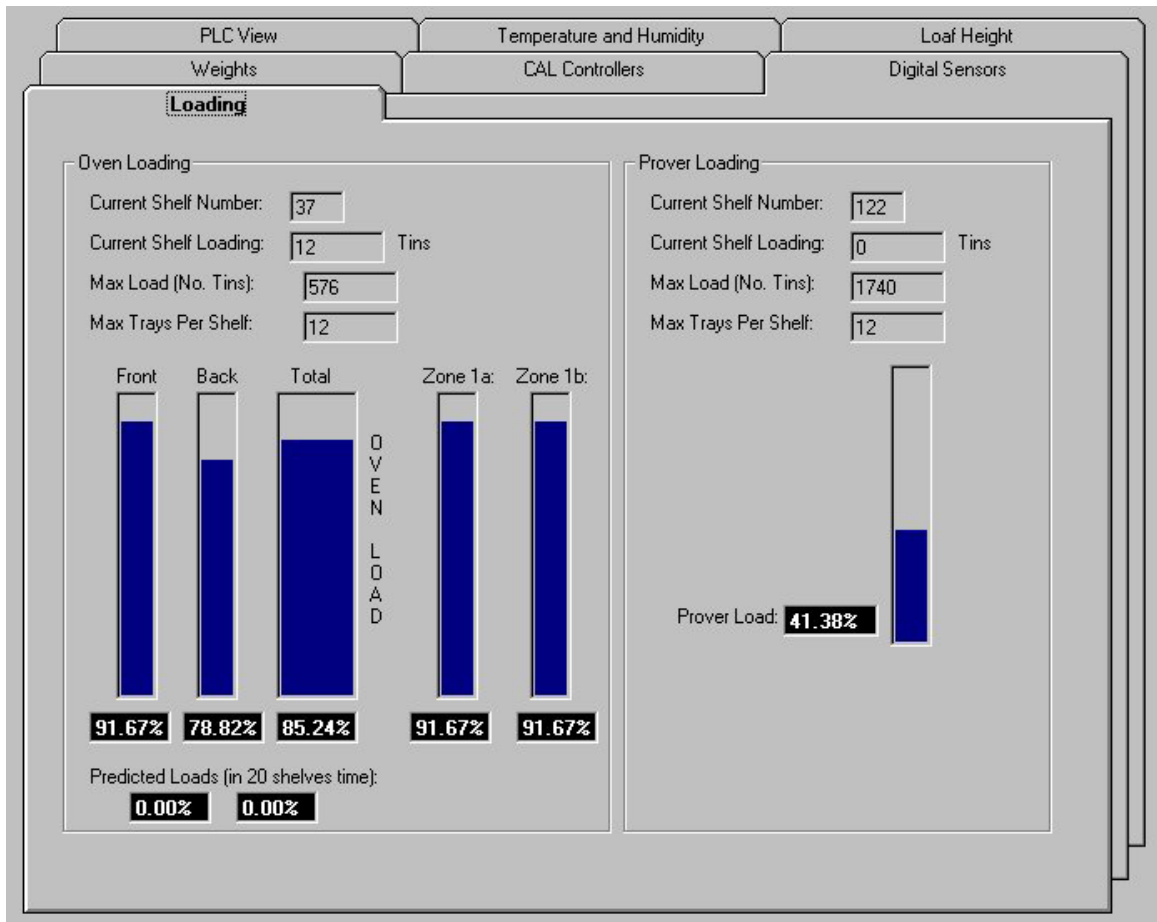 PLC View Temperature and Humidity Loaf Height
Weights CAL Controllers Digital Sensors
Loading
Oven Loading
Current Shelf Number: 37
Current Shelf Loading: 12 Tins
Max Load (No. Tins): 576
Max Trays Per Shelf: 12
Front Back Total Zone 1a: Zone 1b:
OVEN LOAD
91.67% 78.82% 85.24% 91.67% 91.67%
Predicted Loads (in 20 shelves time):
0.00% 0.00%
Prover Loading
Current Shelf Number: 122
Current Shelf Loading: 0 Tins
Max Load (No. Tins): 1740
Max Trays Per Shelf: 12
Prover Load: 41.38%